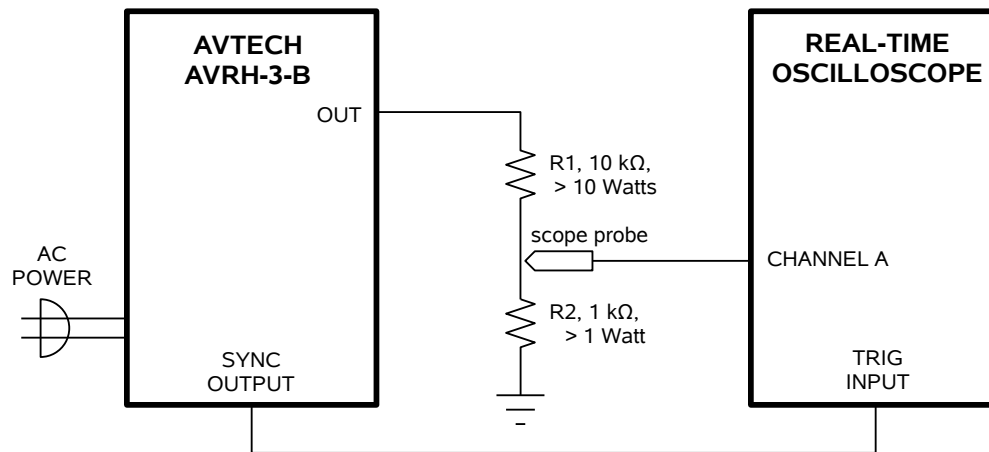 AVTECH
AVRH-3-B
OUT
AC
POWER
SYNC
OUTPUT
R1, 10 kΩ,
> 10 Watts
scope probe
R2, 1 kΩ,
> 1 Watt
REAL-TIME
OSCILLOSCOPE
CHANNEL A
TRIG
INPUT